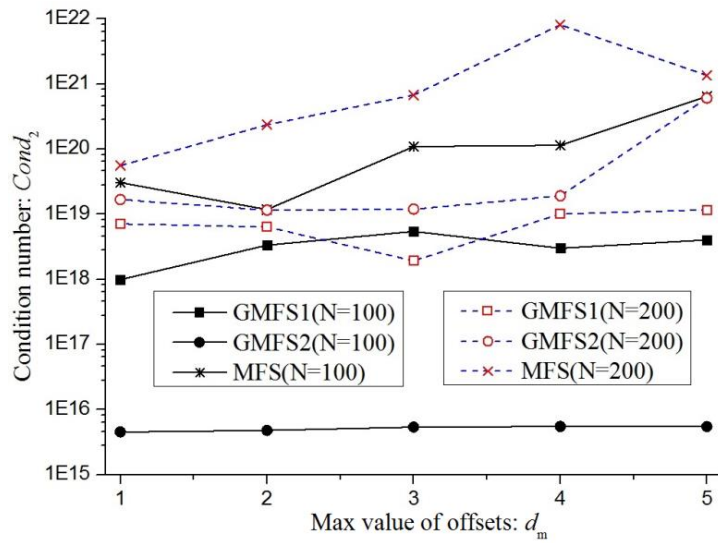 1E22
1E21
1E20
1E19
1E18
1E17
1E16
1E15
Condition number: Cond₂
GMFS1(N=100)
GMFS2(N=100)
MFS(N=100)
GMFS1(N=200)
GMFS2(N=200)
MFS(N=200)
1 2 3 4 5
Max value of offsets: dₘ